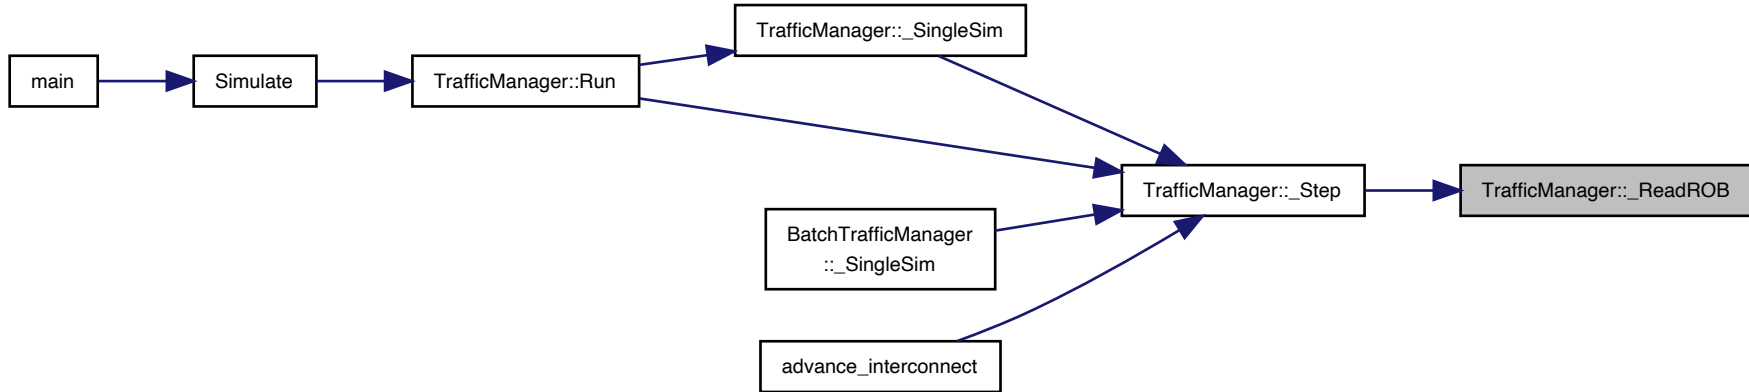 main
Simulate
TrafficManager::Run
TrafficManager::_SingleSim
BatchTrafficManager
::_SingleSim
advance_interconnect
TrafficManager::_Step
TrafficManager::_ReadROB